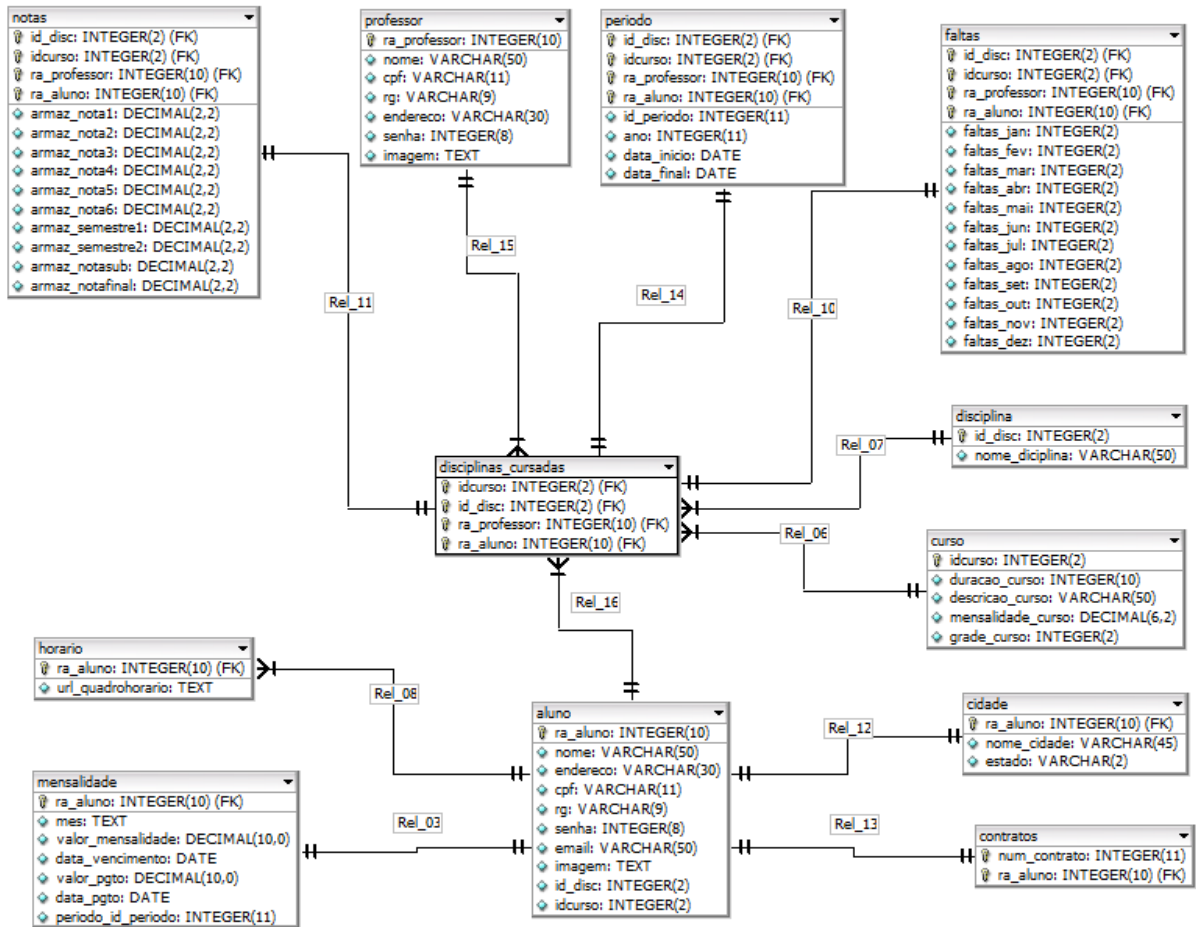 notas
id_disc: INTEGER(2) (FK)
idcurso: INTEGER(2) (FK)
ra_professor: INTEGER(10) (FK)
ra_aluno: INTEGER(10) (FK)
armaz_nota1: DECIMAL(2,2)
armaz_nota2: DECIMAL(2,2)
armaz_nota3: DECIMAL(2,2)
armaz_nota4: DECIMAL(2,2)
armaz_nota5: DECIMAL(2,2)
armaz_nota6: DECIMAL(2,2)
armaz_semestre1: DECIMAL(2,2)
armaz_semestre2: DECIMAL(2,2)
armaz_notasub: DECIMAL(2,2)
armaz_notafinal: DECIMAL(2,2)
professor
ra_professor: INTEGER(10)
nome: VARCHAR(50)
cpf: VARCHAR(11)
rg: VARCHAR(9)
endereco: VARCHAR(30)
senha: INTEGER(8)
imagem: TEXT
periodo
id_disc: INTEGER(2) (FK)
idcurso: INTEGER(2) (FK)
ra_professor: INTEGER(10) (FK)
ra_aluno: INTEGER(10) (FK)
id_periodo: INTEGER(11)
ano: INTEGER(11)
data_inicio: DATE
data_final: DATE
faltas
id_disc: INTEGER(2) (FK)
idcurso: INTEGER(2) (FK)
ra_professor: INTEGER(10) (FK)
ra_aluno: INTEGER(10) (FK)
faltas_jan: INTEGER(2)
faltas_fev: INTEGER(2)
faltas_mar: INTEGER(2)
faltas_abr: INTEGER(2)
faltas_mai: INTEGER(2)
faltas_jun: INTEGER(2)
faltas_jul: INTEGER(2)
faltas_ago: INTEGER(2)
faltas_set: INTEGER(2)
faltas_out: INTEGER(2)
faltas_nov: INTEGER(2)
faltas_dez: INTEGER(2)
Rel_15
Rel_14
Rel_11
Rel_10
disciplina
id_disc: INTEGER(2)
nome_diciplina: VARCHAR(50)
Rel_07
disciplinas_cursadas
idcurso: INTEGER(2) (FK)
id_disc: INTEGER(2) (FK)
ra_professor: INTEGER(10) (FK)
ra_aluno: INTEGER(10) (FK)
Rel_06
curso
idcurso: INTEGER(2)
duracao_curso: INTEGER(10)
descricao_curso: VARCHAR(50)
mensalidade_curso: DECIMAL(6,2)
grade_curso: INTEGER(2)
Rel_16
horario
ra_aluno: INTEGER(10) (FK)
url_quadrohorario: TEXT
Rel_08
aluno
ra_aluno: INTEGER(10)
nome: VARCHAR(50)
endereco: VARCHAR(30)
cpf: VARCHAR(11)
rg: VARCHAR(9)
senha: INTEGER(8)
email: VARCHAR(50)
imagem: TEXT
id_disc: INTEGER(2)
idcurso: INTEGER(2)
Rel_12
cidade
ra_aluno: INTEGER(10) (FK)
nome_cidade: VARCHAR(45)
estado: VARCHAR(2)
mensalidade
ra_aluno: INTEGER(10) (FK)
mes: TEXT
valor_mensalidade: DECIMAL(10,0)
data_vencimento: DATE
valor_pgto: DECIMAL(10,0)
data_pgto: DATE
periodo_id_periodo: INTEGER(11)
Rel_03
Rel_13
contratos
num_contrato: INTEGER(11)
ra_aluno: INTEGER(10) (FK)